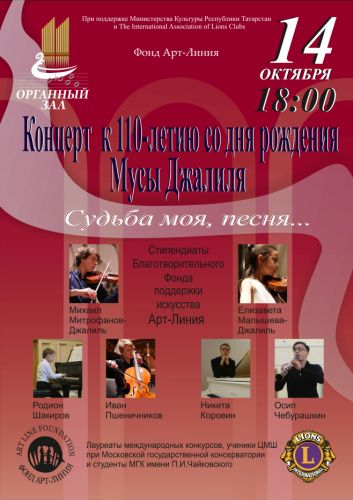 При поддержке Министерства Культуры Республики Татарстан
и The International Association of Lions Clubs
Фонд Арт-Линия
14
ОКТЯБРЯ
18:00
ОРГАННЫЙ
ЗАЛ
Концерт к 110-летию со дня рождения
Мусы Джалиля
Судьба моя, песня...
Стипендиаты
Благотворительного
Фонда
поддержки
искусства
Арт-Линия
Михаил
Митрофанов-
Джалиль
Елизавета
Малышева-
Джалиль
Родион
Шакиров
Иван
Пшеничников
Никита
Коровин
Осип
Чебурашкин
ART LINE FOUNDATION
ФОНД АРТ-ЛИНИЯ
Лауреаты международных конкурсов, ученики ЦМШ
при Московской государственной консерватории
и студенты МГК имени П.И.Чайковского
LIONS
L
INTERNATIONAL